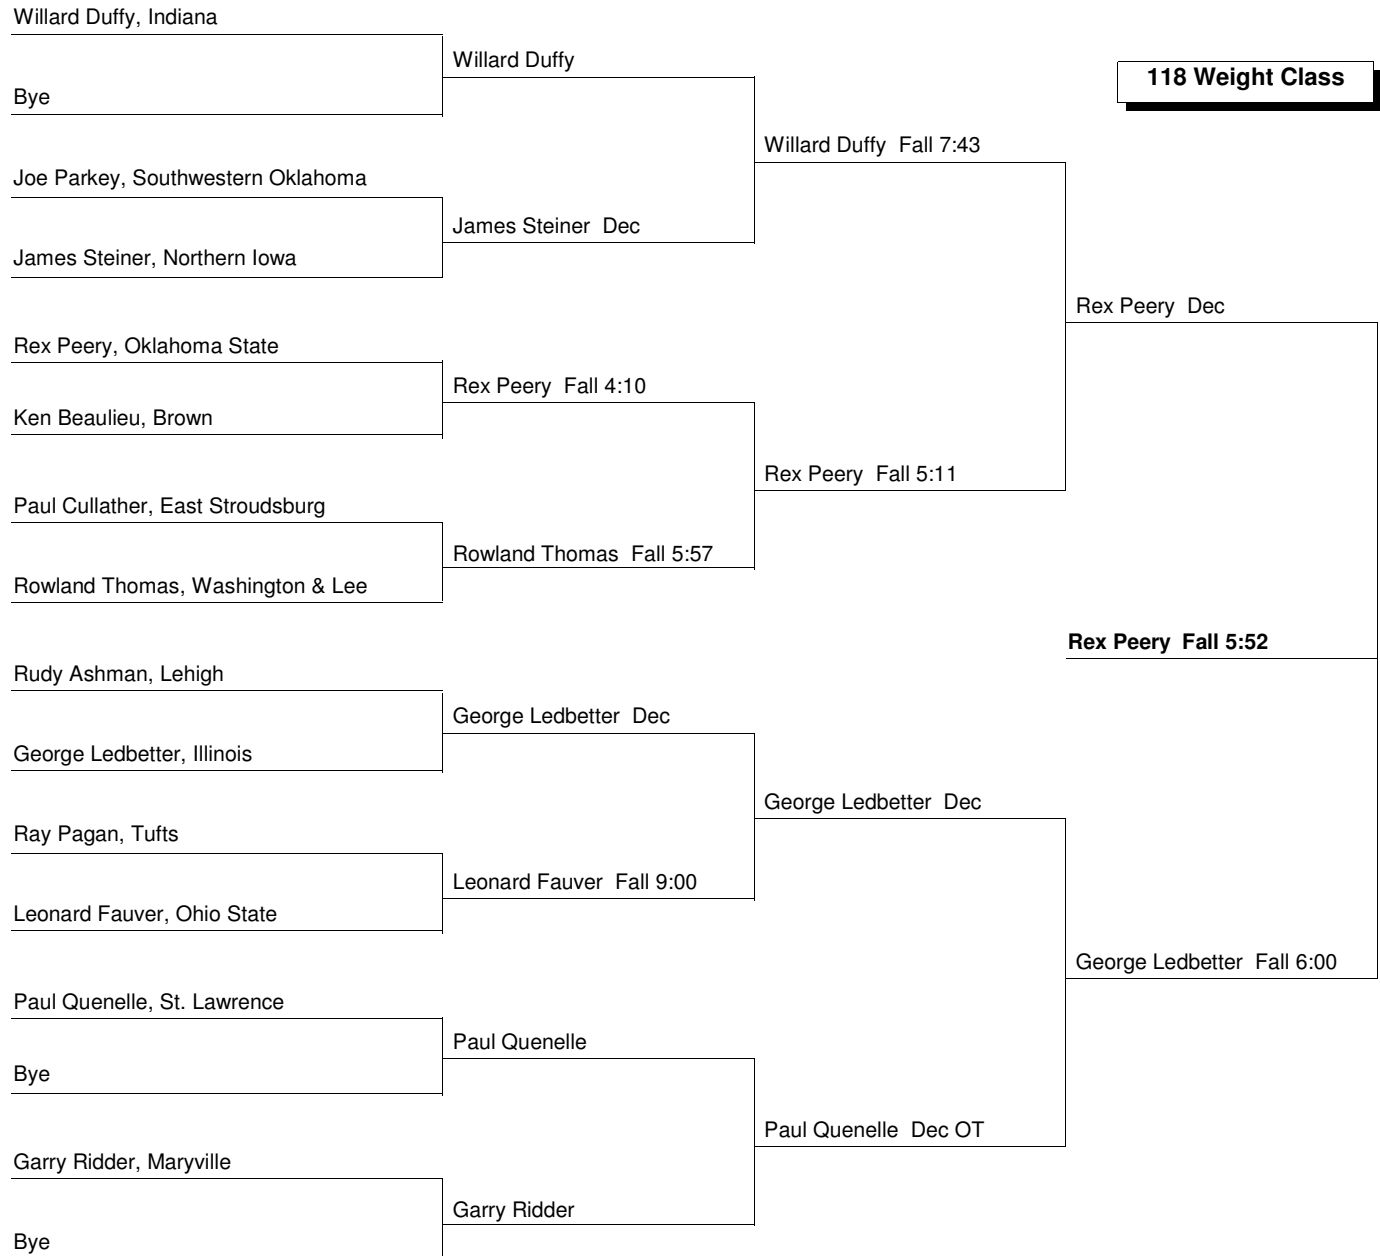 Willard Duffy, Indiana
Willard Duffy
118 Weight Class
Bye
Willard Duffy  Fall 7:43
Joe Parkey, Southwestern Oklahoma
James Steiner  Dec
James Steiner, Northern Iowa
Rex Peery  Dec
Rex Peery, Oklahoma State
Rex Peery  Fall 4:10
Ken Beaulieu, Brown
Rex Peery  Fall 5:11
Paul Cullather, East Stroudsburg
Rowland Thomas  Fall 5:57
Rowland Thomas, Washington & Lee
Rex Peery  Fall 5:52
Rudy Ashman, Lehigh
George Ledbetter  Dec
George Ledbetter, Illinois
George Ledbetter  Dec
Ray Pagan, Tufts
Leonard Fauver  Fall 9:00
Leonard Fauver, Ohio State
George Ledbetter  Fall 6:00
Paul Quenelle, St. Lawrence
Paul Quenelle
Bye
Paul Quenelle  Dec OT
Garry Ridder, Maryville
Garry Ridder
Bye